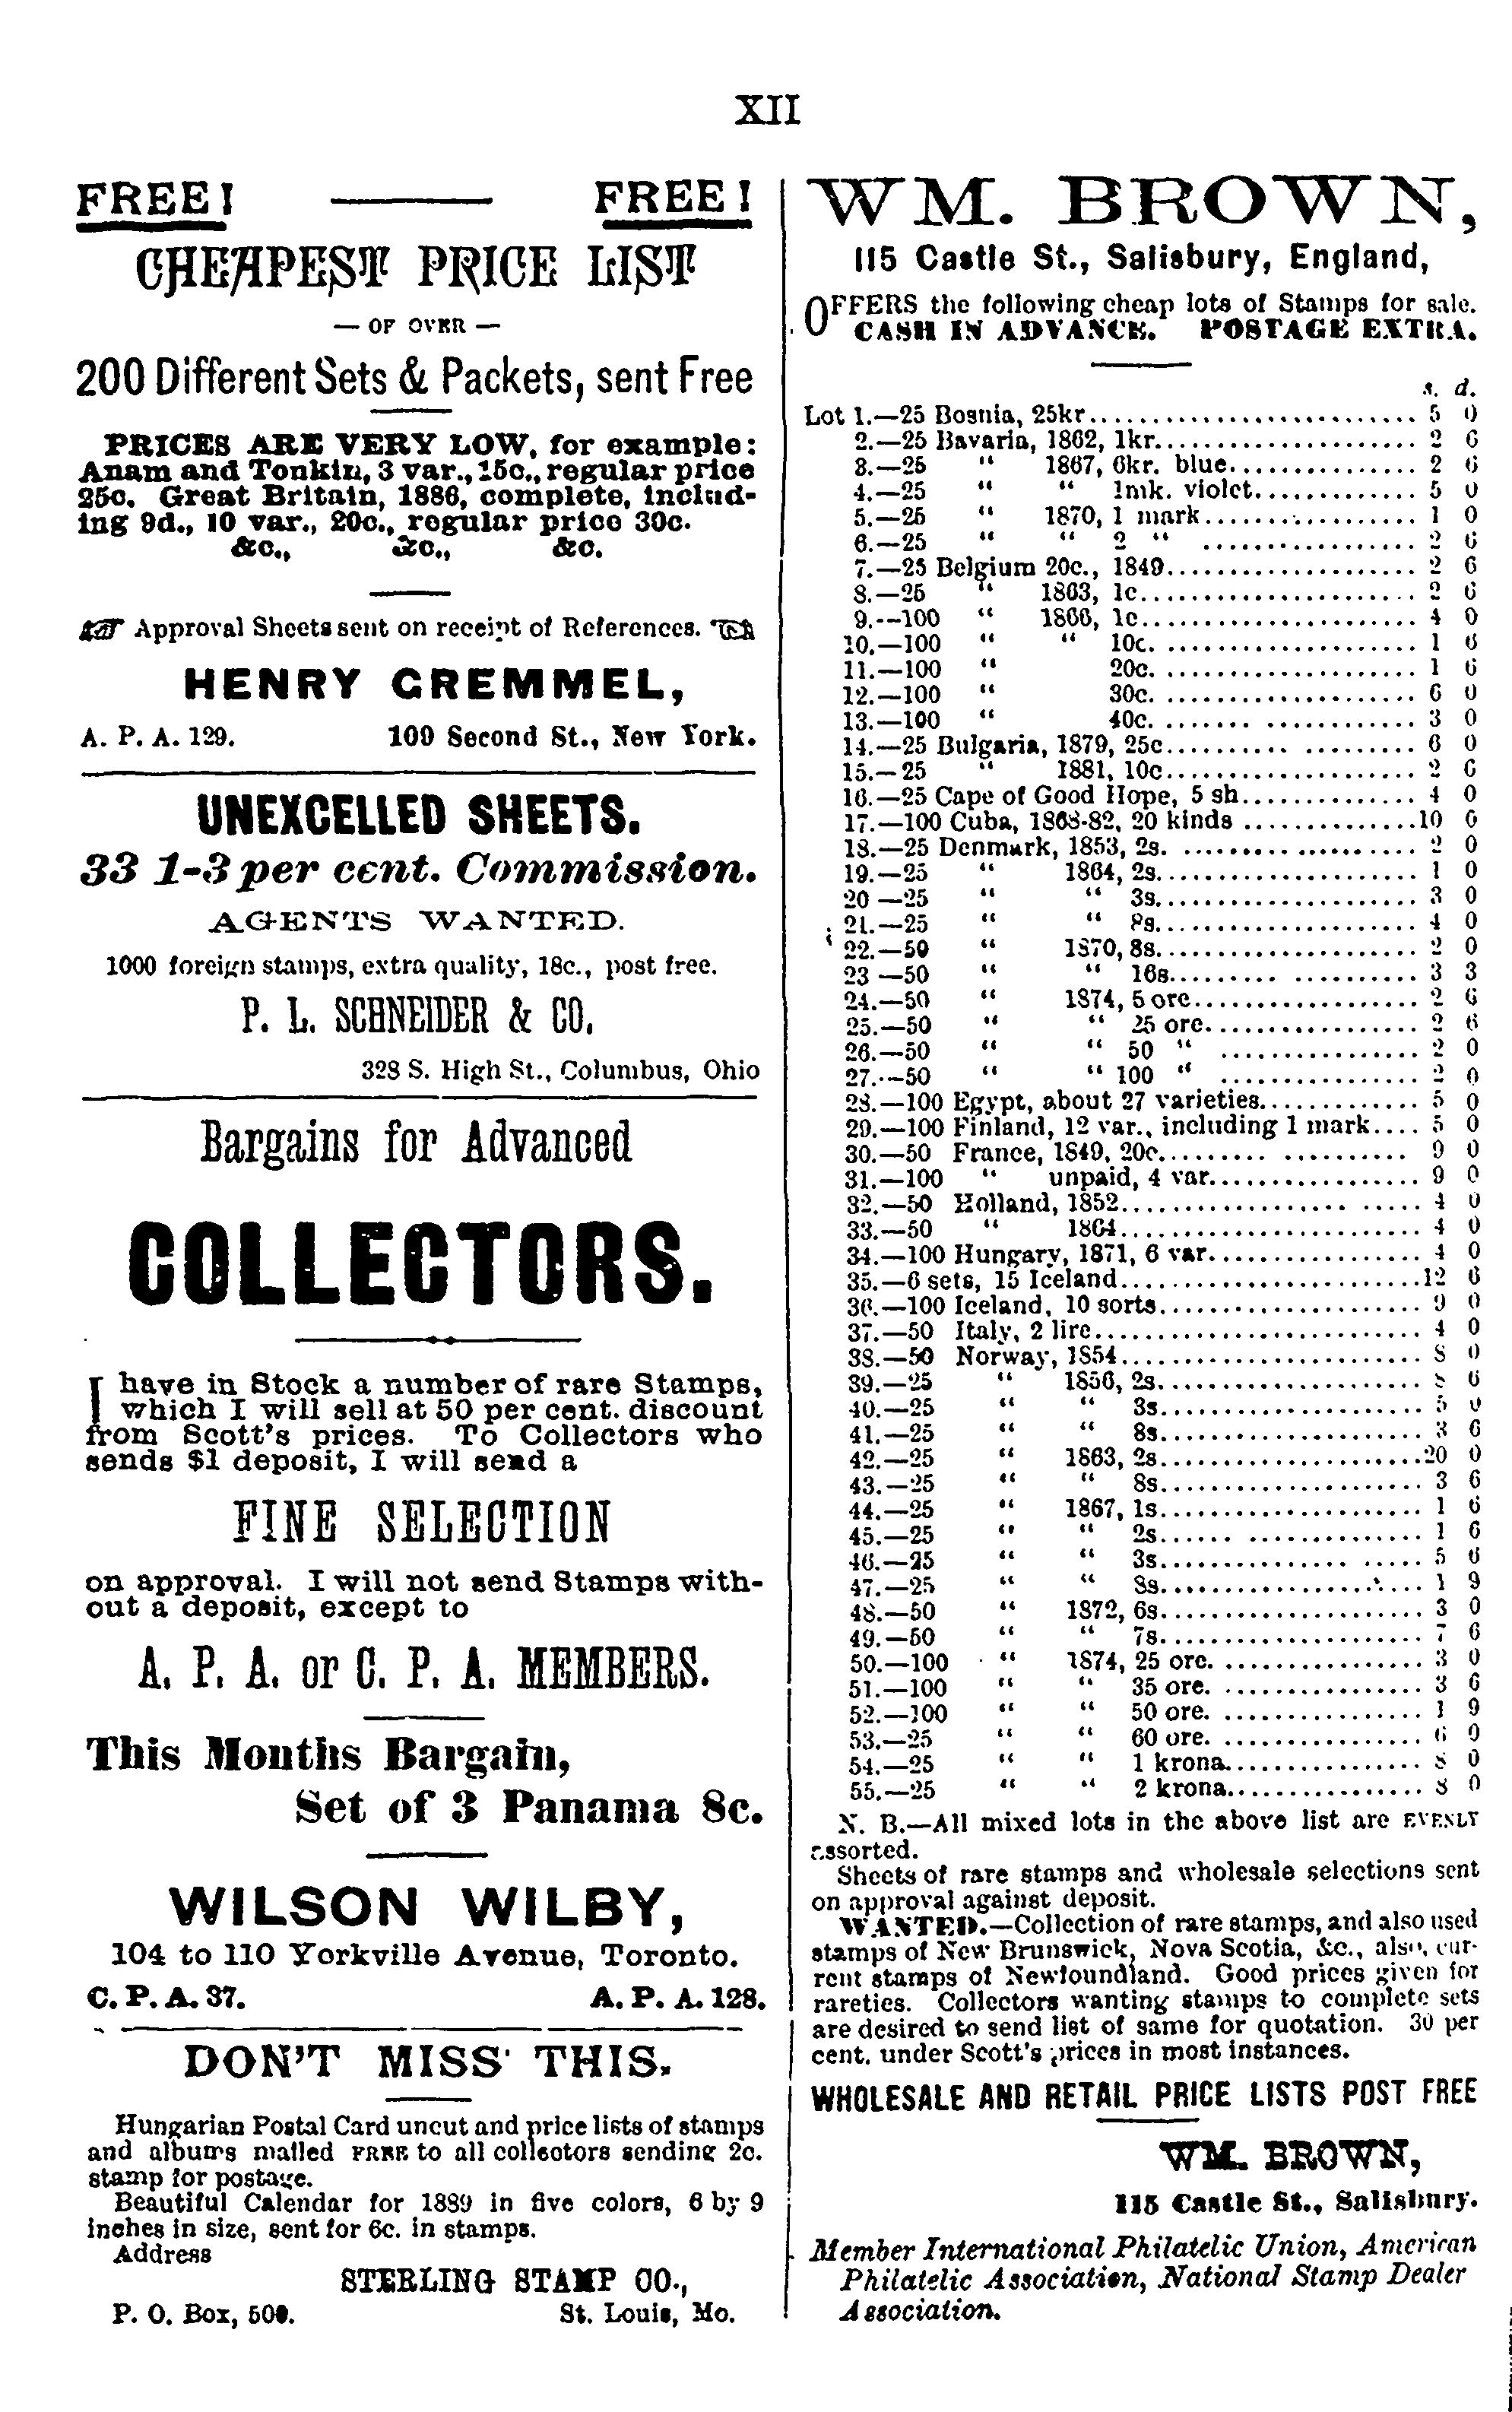 XII
FREE! FREE!
CHEAPEST PRICE LIST
— OF OVER —
200 Different Sets & Packets, sent Free
PRICES ARE VERY LOW, for example:
Anam and Tonkin, 3 var., 15c., regular price
25c. Great Britain, 1886, complete, includ-
ing 9d., 10 var., 20c., regular price 30c.
&c., &c., &c.
Approval Sheets sent on receipt of References.
HENRY GREMMEL,
A. P. A. 129. 109 Second St., New York.
UNEXCELLED SHEETS.
33 1-3 per cent. Commission.
AGENTS WANTED.
1000 foreign stamps, extra quality, 18c., post free.
P. L. SCHNEIDER & CO.
328 S. High St., Columbus, Ohio
Bargains for Advanced
COLLECTORS.
I have in Stock a number of rare Stamps,
which I will sell at 50 per cent. discount
from Scott's prices. To Collectors who
sends $1 deposit, I will send a
FINE SELECTION
on approval. I will not send Stamps with-
out a deposit, except to
A. P. A. or C. P. A. MEMBERS.
This Months Bargain,
Set of 3 Panama 8c.
WILSON WILBY,
104 to 110 Yorkville Avenue, Toronto.
C. P. A. 37. A. P. A. 128.
DON'T MISS THIS.
Hungarian Postal Card uncut and price lists of stamps
and albums mailed FREE to all collectors sending 2c.
stamp for postage.
Beautiful Calendar for 1889 in five colors, 6 by 9
inches in size, sent for 6c. in stamps.
Address
STERLING STAMP CO.,
P. O. Box, 509. St. Louis, Mo.
WM. BROWN,
115 Castle St., Salisbury, England,
OFFERS the following cheap lots of Stamps for sale.
CASH IN ADVANCE. POSTAGE EXTRA.
s. d.
Lot 1.—25 Bosnia, 25kr. 5 0
2.—25 Bavaria, 1862, 1kr. 2 6
3.—25 " 1867, 6kr. blue. 2 6
4.—25 " " 1mk. violet. 5 0
5.—25 " 1870, 1 mark. 1 0
6.—25 " " 2 " 2 6
7.—25 Belgium 20c., 1849. 2 6
8.—25 " 1863, 1c. 2 6
9.—100 " 1866, 1c. 4 0
10.—100 " " 10c. 1 6
11.—100 " 20c. 1 6
12.—100 " 30c. 6 0
13.—100 " 40c. 3 0
14.—25 Bulgaria, 1879, 25c. 6 0
15.—25 " 1881, 10c. 2 6
16.—25 Cape of Good Hope, 5 sh. 4 0
17.—100 Cuba, 1868-82, 20 kinds 10 6
18.—25 Denmark, 1853, 2s. 2 0
19.—25 " 1864, 2s. 1 0
20—25 " " 3s. 3 0
21.—25 " " 8s. 4 0
22.—50 " 1870, 8s. 2 0
23—50 " " 16s. 3 3
24.—50 " 1874, 5 ore. 2 6
25.—50 " " 25 ore. 2 6
26.—50 " " 50 " 2 0
27.—50 " " 100 " 2 0
28.—100 Egypt, about 27 varieties. 5 0
29.—100 Finland, 12 var., including 1 mark. 5 0
30.—50 France, 1849, 20c. 9 0
31.—100 " unpaid, 4 var. 9 0
32.—50 Holland, 1852. 4 0
33.—50 " 1864. 4 0
34.—100 Hungary, 1871, 6 var. 4 0
35.—6 sets, 15 Iceland. 12 6
36.—100 Iceland, 10 sorts. 9 0
37.—50 Italy, 2 lire. 4 0
38.—50 Norway, 1854. 8 0
39.—25 " 1856, 2s. 6
40.—25 " " 3s. 5 0
41.—25 " " 8s. 3 6
42.—25 " 1863, 2s. 20 0
43.—25 " " 8s. 3 6
44.—25 " 1867, 1s. 1 6
45.—25 " " 2s. 1 6
46.—25 " " 3s. 5 6
47.—25 " " 8s. 1 9
48.—50 " 1872, 6s. 3 0
49.—50 " " 7s. 7 6
50.—100 " 1874, 25 ore. 3 0
51.—100 " " 35 ore. 3 6
52.—100 " " 50 ore. 1 9
53.—25 " " 60 ore. 6 0
54.—25 " " 1 krona. 8 0
55.—25 " " 2 krona. 8 0
N. B.—All mixed lots in the above list are EVENLY
assorted.
Sheets of rare stamps and wholesale selections sent
on approval against deposit.
WANTED.—Collection of rare stamps, and also used
stamps of New Brunswick, Nova Scotia, &c., also, cur-
rent stamps of Newfoundland. Good prices given for
rareties. Collectors wanting stamps to complete sets
are desired to send list of same for quotation. 30 per
cent. under Scott's prices in most instances.
WHOLESALE AND RETAIL PRICE LISTS POST FREE
WM. BROWN,
115 Castle St., Salisbury.
Member International Philatelic Union, American
Philatelic Association, National Stamp Dealer
Association.